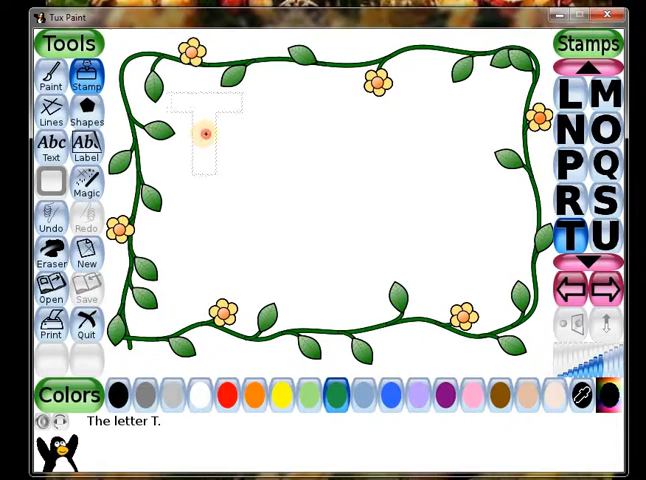 Tux Paint
Tools
Stamps
Paint
Stamp
Lines
Shapes
Abc
Text
Abc
Label
Magic
Undo
Redo
Eraser
New
Open
Save
Print
Quit
L M
N O
P Q
R S
T U
Colors
The letter T.